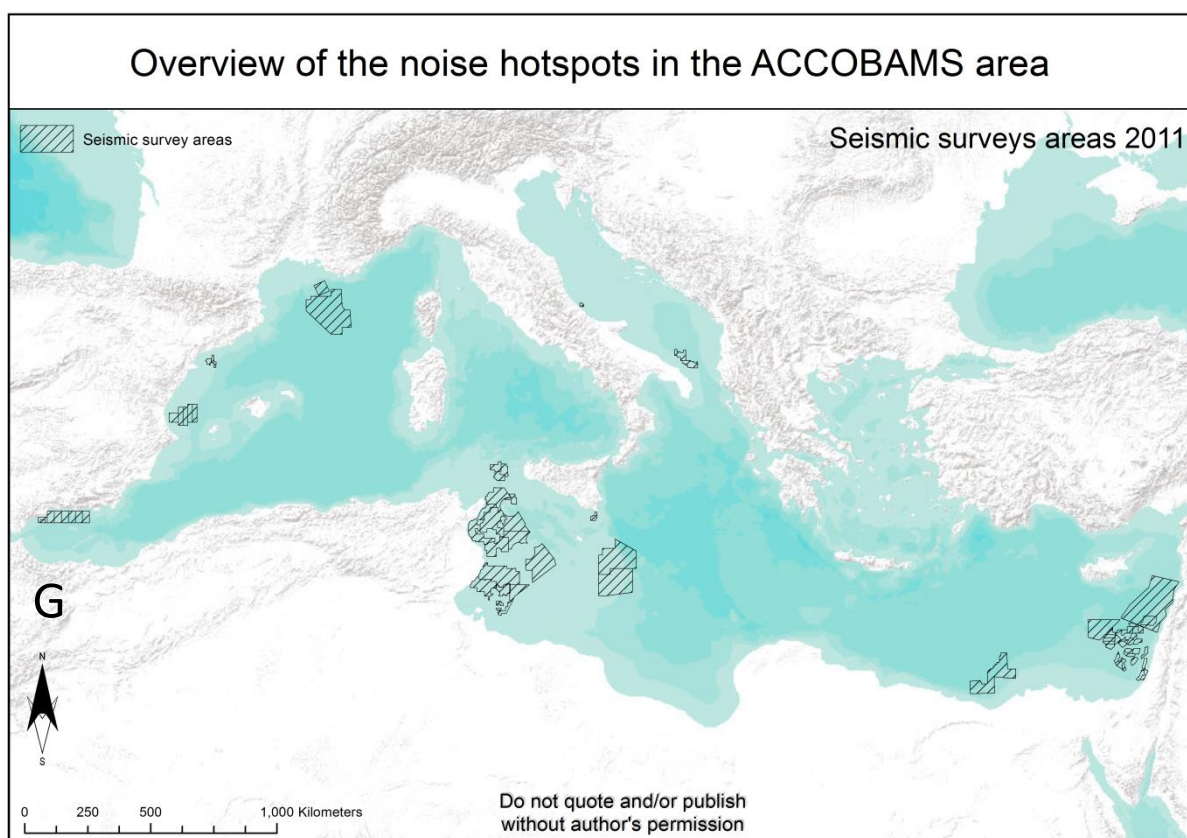 Overview of the noise hotspots in the ACCOBAMS area
Seismic survey areas
Seismic surveys areas 2011
G
N
S
0 250 500 1,000 Kilometers
Do not quote and/or publish
without author's permission